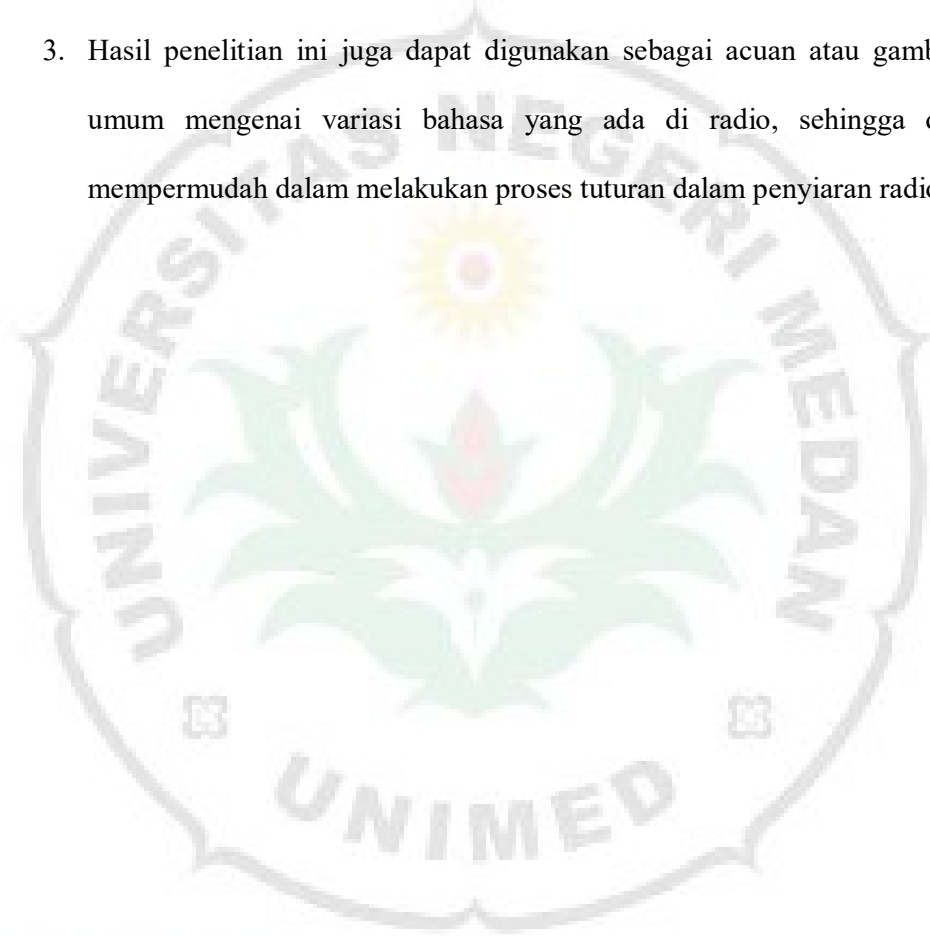 3. Hasil penelitian ini juga dapat digunakan sebagai acuan atau
umum mengenai variasi bahasa yang ada di radio, sehingga
mempermudah dalam melakukan proses tuturan dalam penyiaran
UNIVERSITAS NEGERI MEDAN
UNIMED